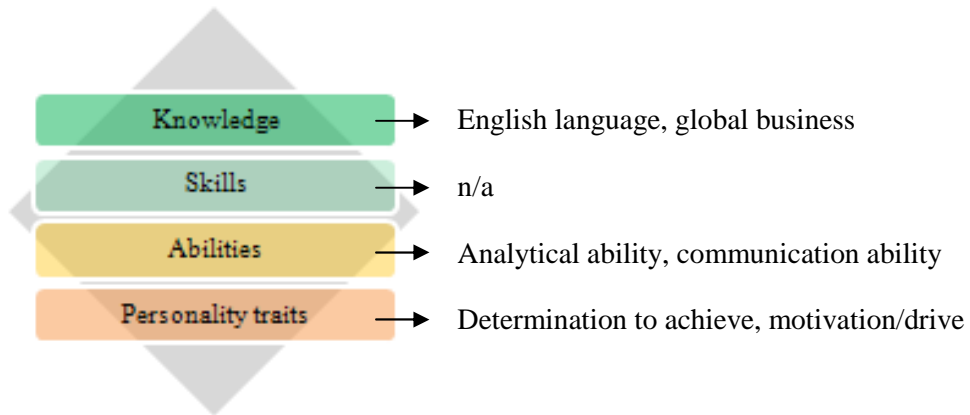 Knowledge English language, global business
Skills n/a
Abilities Analytical ability, communication ability
Personality traits Determination to achieve, motivation/drive